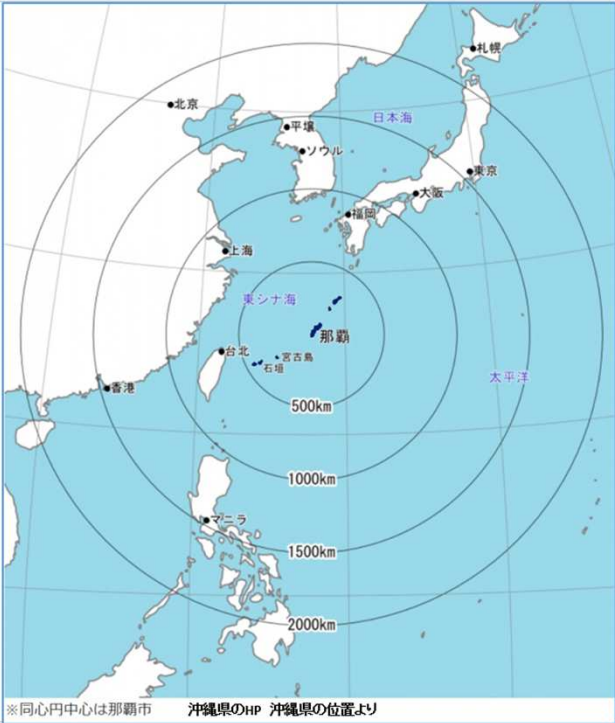 札幌
北京
日本海
平壌
ソウル
東京
大阪
福岡
上海
東シナ海
那覇
台北
宮古島
石垣
太平洋
香港
500km
1000km
マニラ
1500km
2000km
※同心円中心は那覇市 沖縄県のHP 沖縄県の位置より